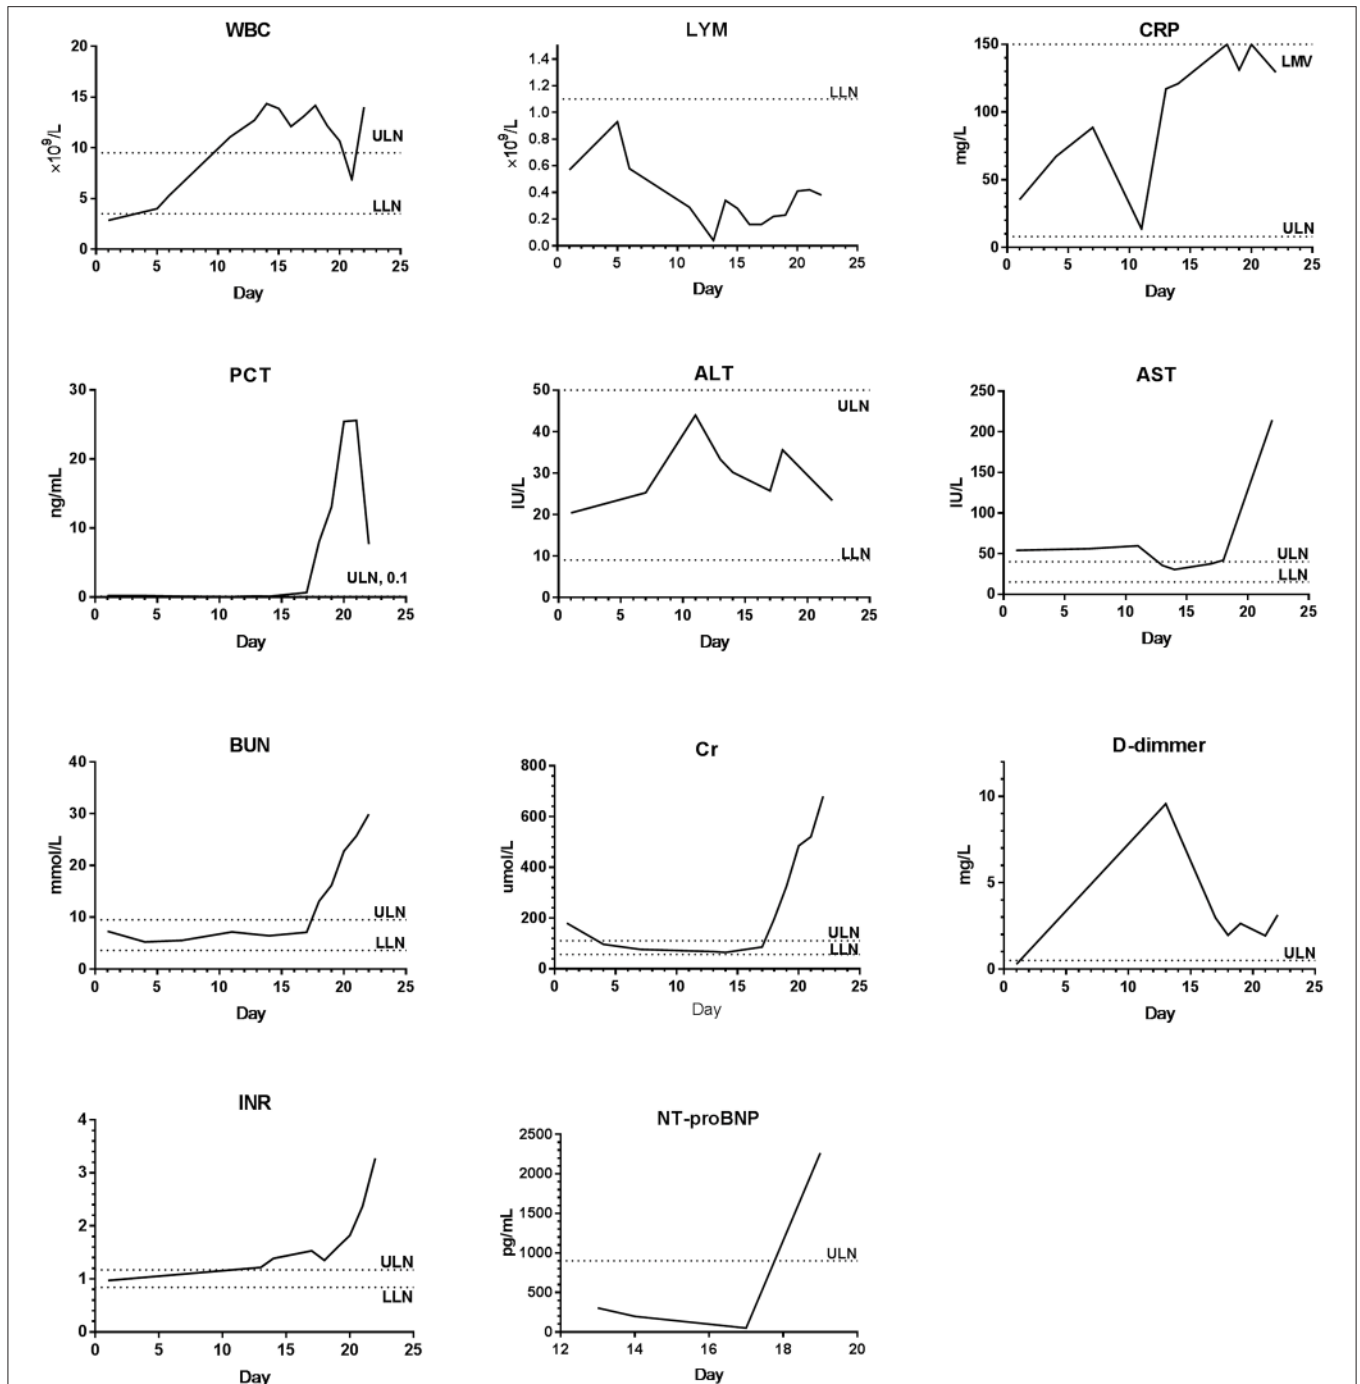 WBC
20
15
10
5
0
×10⁹/L
ULN
LLN
0 5 10 15 20 25
Day
LYM
1.4
1.2
1.0
0.8
0.6
0.4
0.2
0.0
×10⁹/L
LLN
0 5 10 15 20 25
Day
CRP
150
100
50
0
mg/L
LMV
ULN
0 5 10 15 20 25
Day
PCT
30
20
10
0
ng/mL
ULN, 0.1
0 5 10 15 20 25
Day
ALT
50
40
30
20
10
0
IU/L
ULN
LLN
0 5 10 15 20 25
Day
AST
250
200
150
100
50
0
IU/L
ULN
LLN
0 5 10 15 20 25
Day
BUN
40
30
20
10
0
mmol/L
ULN
LLN
0 5 10 15 20 25
Day
Cr
800
600
400
200
0
umol/L
ULN
LLN
0 5 10 15 20 25
Day
D-dimmer
10
5
0
mg/L
ULN
0 5 10 15 20 25
Day
INR
4
3
2
1
0
ULN
LLN
0 5 10 15 20 25
Day
NT-proBNP
2500
2000
1500
1000
500
0
pg/mL
ULN
12 14 16 18 20
Day